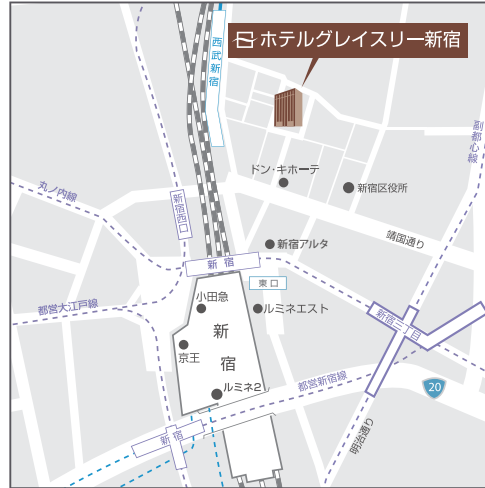 ホテルグレイスリー新宿
西武新宿
副都心線
ドン・キホーテ
新宿区役所
丸ノ内線
新宿西口
靖国通り
新宿アルタ
新宿
東口
小田急
ルミネエスト
都営大江戸線
新宿三丁目
新宿
京王
都営新宿線
20
ルミネ2
新宿
明治通り